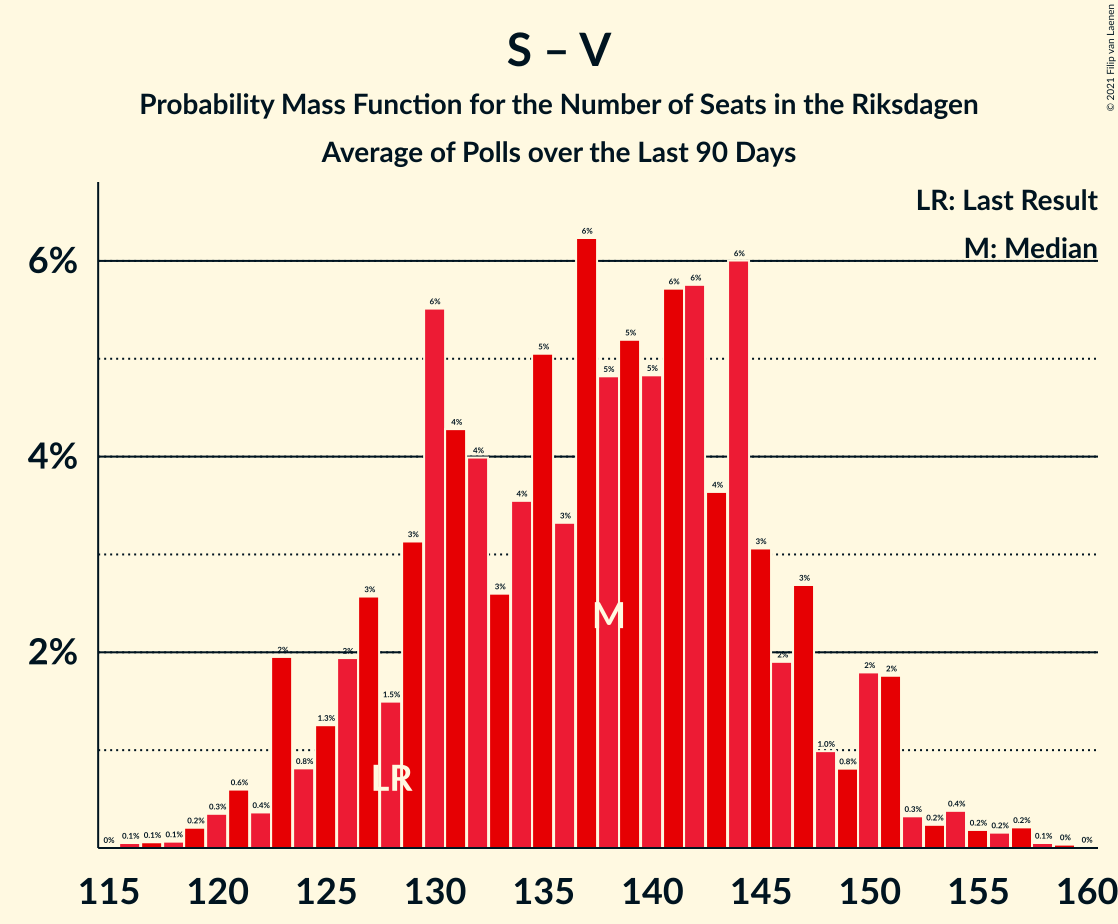 S – V
Probability Mass Function for the Number of Seats in the Riksdagen
Average of Polls over the Last 90 Days
© 2021 Filip van Laenen
LR: Last Result
M: Median
6%
4%
2%
0% 0.1% 0.1% 0.1% 0.2% 0.3% 0.6% 0.4% 2% 0.8% 1.3% 2% 3% 1.5% 3% 6% 4% 4% 3% 4% 5% 3% 6% 5% 5% 5% 6% 6% 4% 6% 3% 2% 3% 1.0% 0.8% 2% 2% 0.3% 0.2% 0.4% 0.2% 0.2% 0.2% 0.1% 0% 0%
M
LR
115 120 125 130 135 140 145 150 155 160